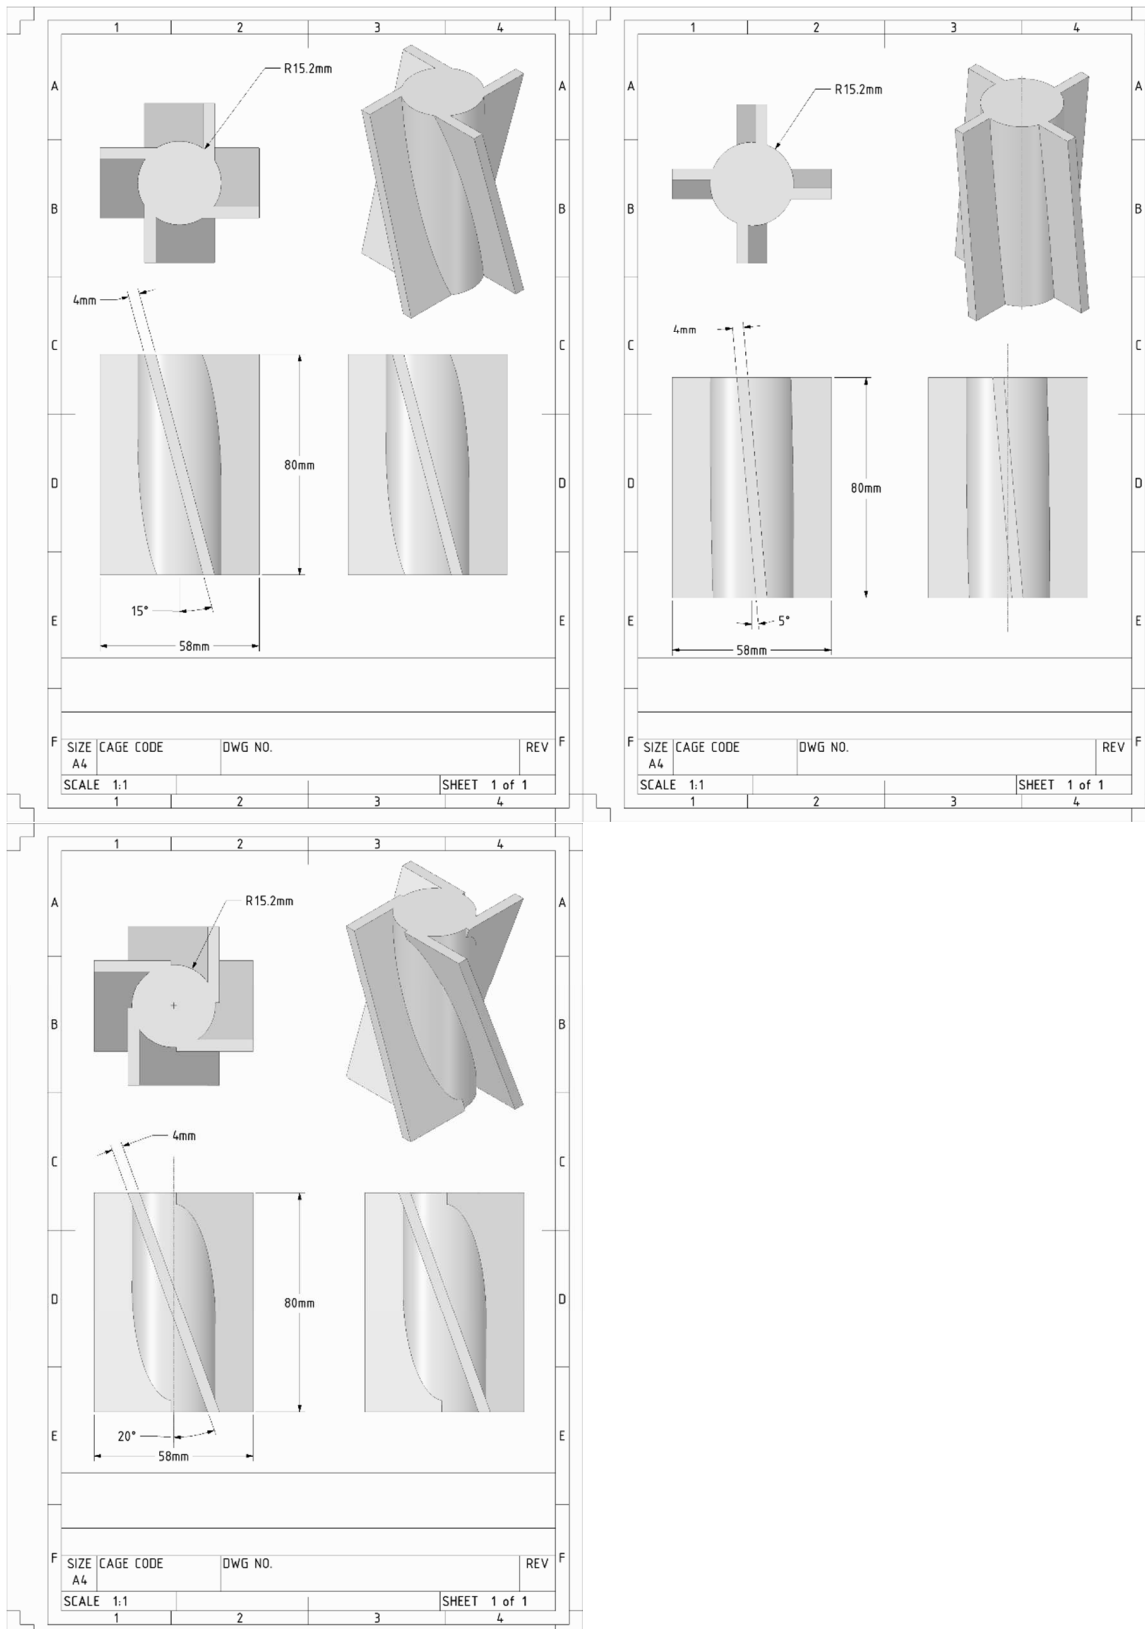 1 2 3 4
A A
R15.2mm
B B
4mm
C C
80mm
D D
15°
E E
58mm
F F
SIZE CAGE CODE DWG NO. REV
A4
SCALE 1:1 SHEET 1 of 1
1 2 3 4
1 2 3 4
A A
R15.2mm
B B
4mm
C C
80mm
D D
5°
E E
58mm
F F
SIZE CAGE CODE DWG NO. REV
A4
SCALE 1:1 SHEET 1 of 1
1 2 3 4
1 2 3 4
A A
R15.2mm
B B
4mm
C C
80mm
D D
20°
E E
58mm
F F
SIZE CAGE CODE DWG NO. REV
A4
SCALE 1:1 SHEET 1 of 1
1 2 3 4